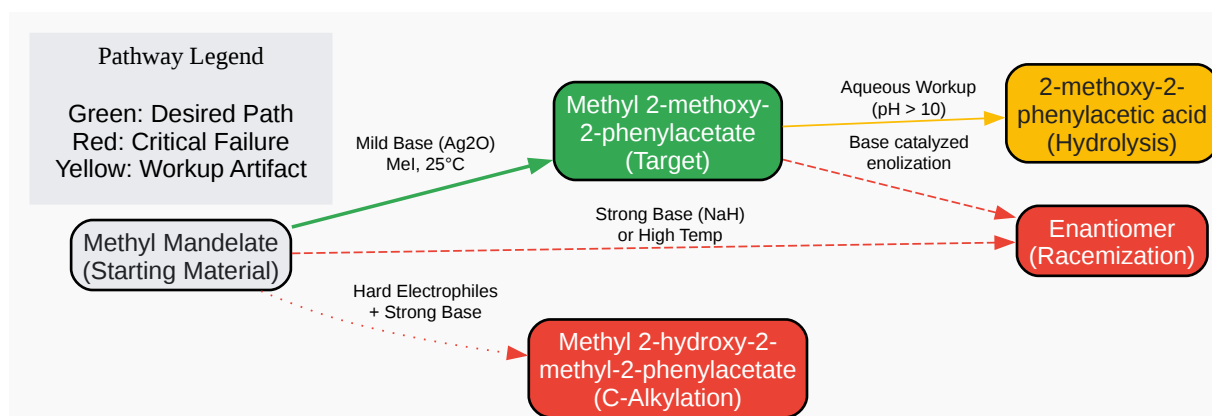 Pathway Legend
Green: Desired Path
Red: Critical Failure
Yellow: Workup Artifact
Methyl Mandelate
(Starting Material)
Mild Base (Ag2O)
MeI, 25°C
Methyl 2-methoxy-
2-phenylacetate
(Target)
Aqueous Workup
(pH > 10)
2-methoxy-2-
phenylacetic acid
(Hydrolysis)
Base catalyzed
enolization
Strong Base (NaH)
or High Temp
Enantiomer
(Racemization)
Hard Electrophiles
+ Strong Base
Methyl 2-hydroxy-2-
methyl-2-phenylacetate
(C-Alkylation)